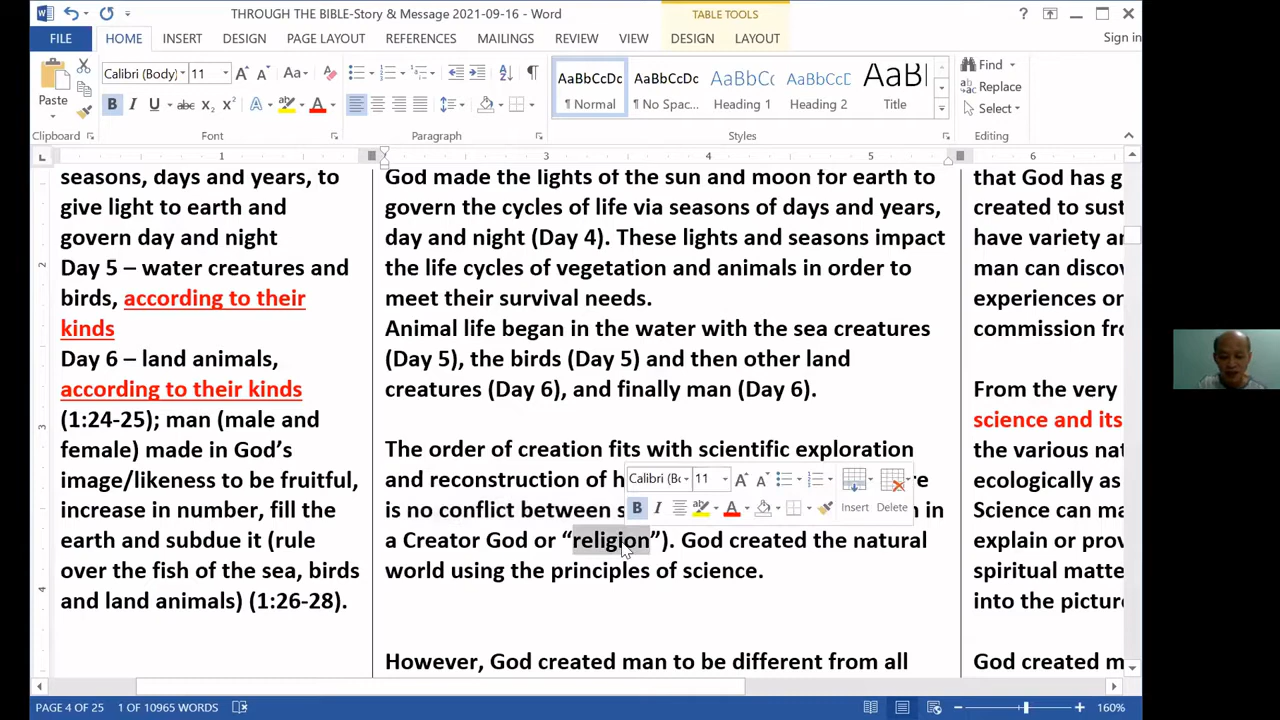 THROUGH THE BIBLE-Story & Message 2021-09-16 - Word
TABLE TOOLS
Sign in
FILE HOME INSERT DESIGN PAGE LAYOUT REFERENCES MAILINGS REVIEW VIEW DESIGN LAYOUT
Calibri (Body) 11
Paste
AaBbCcDc AaBbCcDc AaBbCc AaBbCcD AaB
¶ Normal ¶ No Spac... Heading 1 Heading 2 Title
Find
Replace
Select
Clipboard Font Paragraph Styles Editing
1 3 4 5 6
seasons, days and years, to
give light to earth and
govern day and night
Day 5 – water creatures and
birds, according to their
kinds
Day 6 – land animals,
according to their kinds
(1:24-25); man (male and
female) made in God’s
image/likeness to be fruitful,
increase in number, fill the
earth and subdue it (rule
over the fish of the sea, birds
and land animals) (1:26-28).
God made the lights of the sun and moon for earth to
govern the cycles of life via seasons of days and years,
day and night (Day 4). These lights and seasons impact
the life cycles of vegetation and animals in order to
meet their survival needs.
Animal life began in the water with the sea creatures
(Day 5), the birds (Day 5) and then other land
creatures (Day 6), and finally man (Day 6).
The order of creation fits with scientific exploration
and reconstruction of
is no conflict between in
a Creator God or “religion”). God created the natural
world using the principles of science.
However, God created man to be different from all
Calibri (Bc 11
Insert Delete
that God has g
created to sust
have variety a
man can discov
experiences or
commission fro
From the very
science and its
the various nat
ecologically as
Science can ma
explain or prov
spiritual matte
into the picture
God created m
PAGE 4 OF 25 1 OF 10965 WORDS 160%